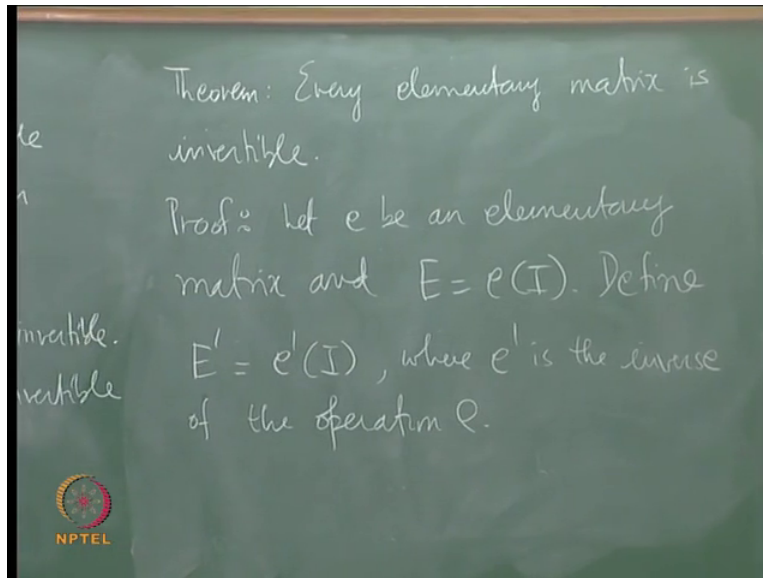 le
Theorem: Every elementary matrix is
invertible.
Proof: Let e be an elementary
matrix and E = e(I). Define
invertible.
E' = e'(I), where e' is the inverse
vertible
of the operation e.
NPTEL